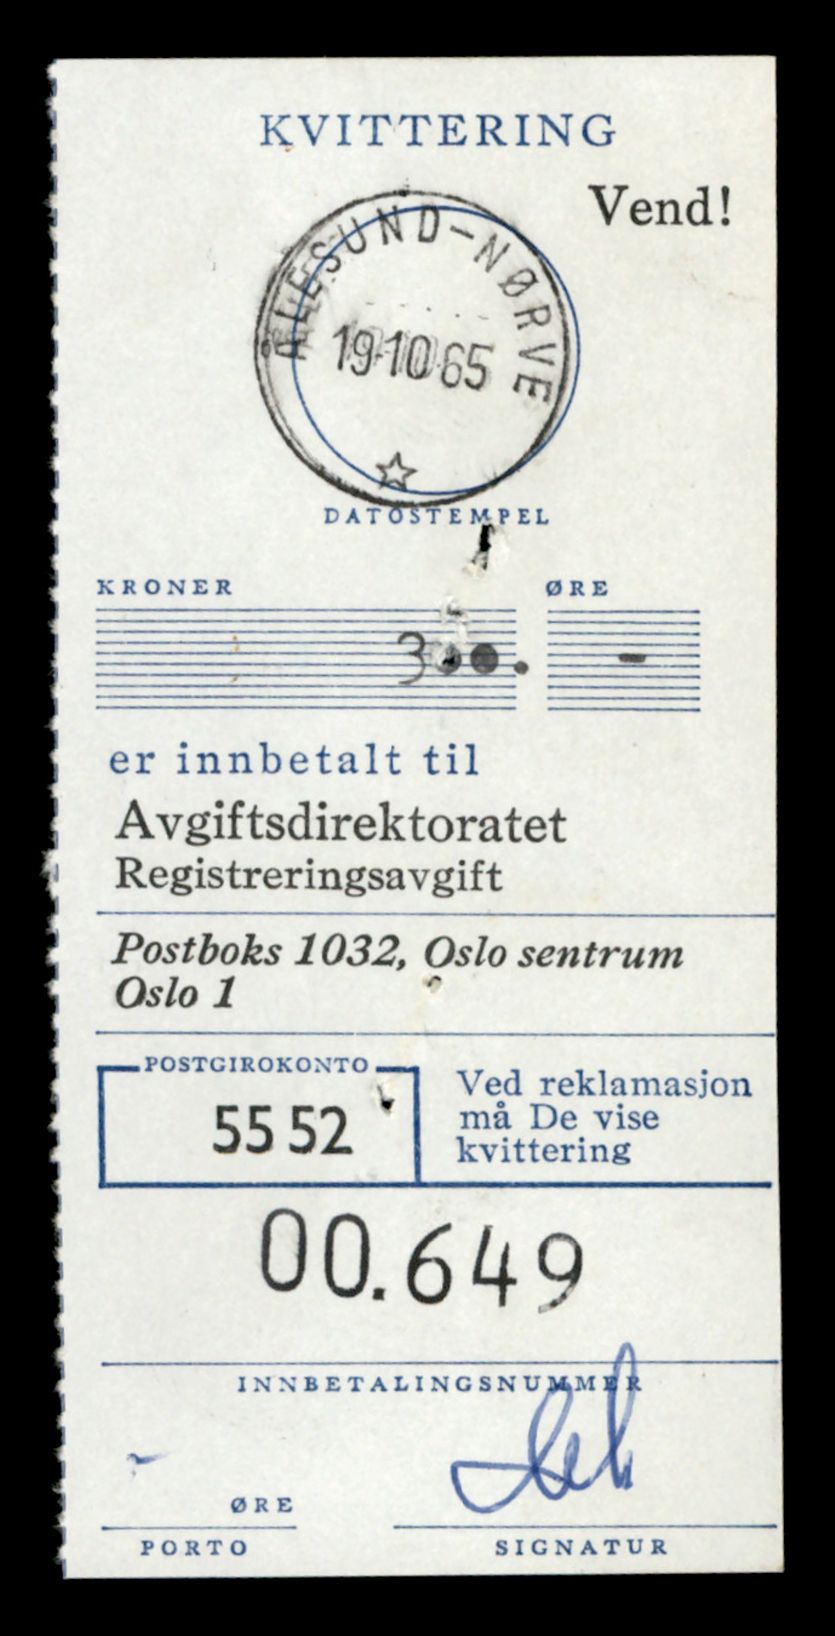 KVITTERING
Vend!
ÅLESUND-NØRVE
19-10 65
DATOSTEMPEL
KRONER ØRE
300. -
er innbetalt til
Avgiftsdirektoratet
Registreringsavgift
Postboks 1032, Oslo sentrum
Oslo 1
POSTGIROKONTO
55 52
Ved reklamasjon
må De vise
kvittering
00.649
INNBETALINGSNUMMER
ØRE
PORTO
SIGNATUR